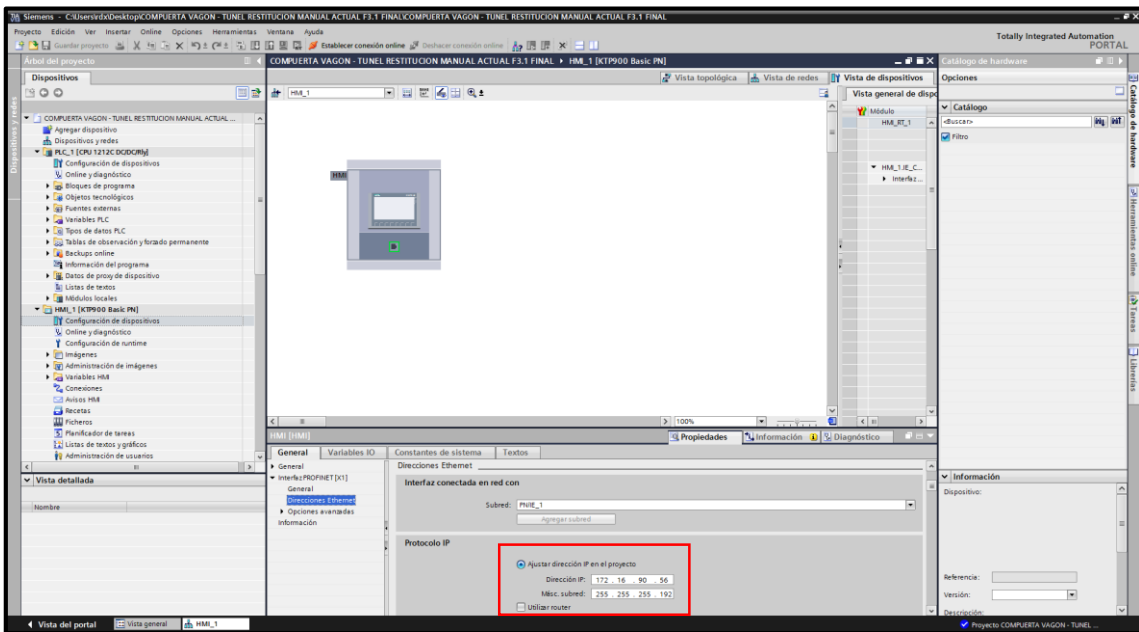 Siemens - C:\Users\rdx\Desktop\COMPUERTA VAGON - TUNEL RESTITUCION MANUAL ACTUAL F3.1 FINAL\COMPUERTA VAGON - TUNEL RESTITUCION MANUAL ACTUAL F3.1 FINAL
Proyecto Edición Ver Insertar Online Opciones Herramientas Ventana Ayuda
Guardar proyecto Establecer conexión online Deshacer conexión online
Totally Integrated Automation
PORTAL
Árbol del proyecto
COMPUERTA VAGON - TUNEL RESTITUCION MANUAL ACTUAL F3.1 FINAL HMI_1 [KTP900 Basic PN]
Catálogo de hardware
Dispositivos
Vista topológica Vista de redes Vista de dispositivos
Opciones
HMI_1
Vista general de dispo
Dispositivos y redes
COMPUERTA VAGON - TUNEL RESTITUCION MANUAL ACTUAL ...
Agregar dispositivo
Dispositivos y redes
PLC_1 [CPU 1212C DC/DC/Rly]
Configuración de dispositivos
Online y diagnóstico
Bloques de programa
Objetos tecnológicos
Fuentes externas
Variables PLC
Tipos de datos PLC
Tablas de observación y forzado permanente
Backups online
Información del programa
Datos de proxy de dispositivo
Listas de textos
Módulos locales
HMI_1 [KTP900 Basic PN]
Configuración de dispositivos
Online y diagnóstico
Configuración de runtime
Imágenes
Administración de imágenes
Variables HMI
Conexiones
Avisos HMI
Recetas
Ficheros
Planificador de tareas
Listas de textos y gráficos
Administración de usuarios
HMI
Módulo
HMI_RT_1
HMI_1.IE_C...
Interfaz...
100%
Catálogo
<Buscar>
Filtro
Catálogo de hardware
Herramientas online
Tareas
Librerías
Vista detallada
Nombre
HMI [HMI]
Propiedades Información Diagnóstico
General Variables IO Constantes de sistema Textos
General
Interfaz PROFINET [X1]
General
Direcciones Ethernet
Opciones avanzadas
Información
Direcciones Ethernet
Interfaz conectada en red con
Subred: PN/IE_1
Agregar subred
Protocolo IP
Ajustar dirección IP en el proyecto
Dirección IP: 172 . 16 . 90 . 56
Másc. subred: 255 . 255 . 255 . 192
Utilizar router
Información
Dispositivo:
Referencia:
Versión:
Descripción:
Vista del portal Vista general HMI_1
Proyecto COMPUERTA VAGON - TUNEL ...